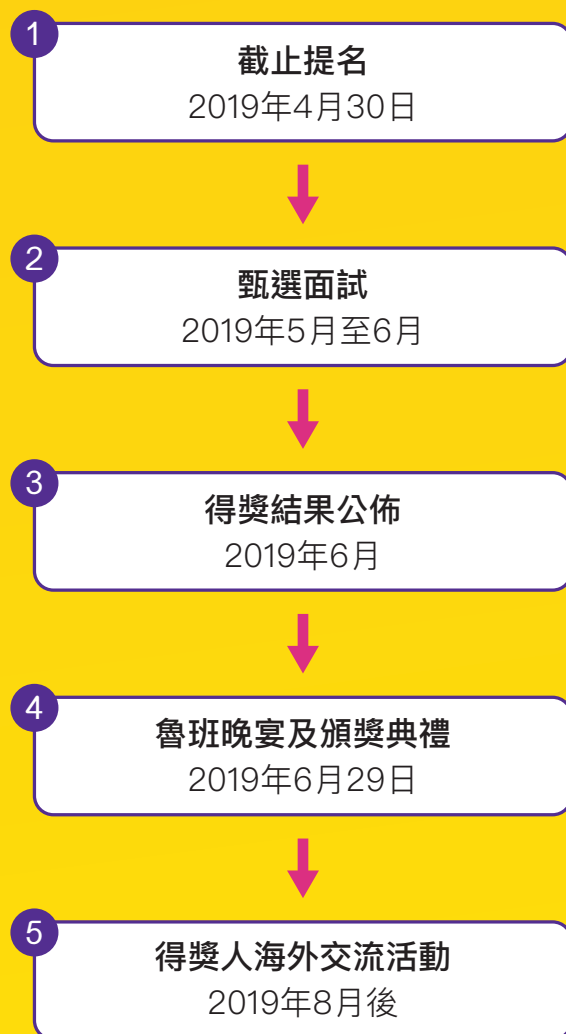 1
截止提名
2019年4月30日
2
甄選面試
2019年5月至6月
3
得獎結果公佈
2019年6月
4
魯班晚宴及頒獎典禮
2019年6月29日
5
得獎人海外交流活動
2019年8月後